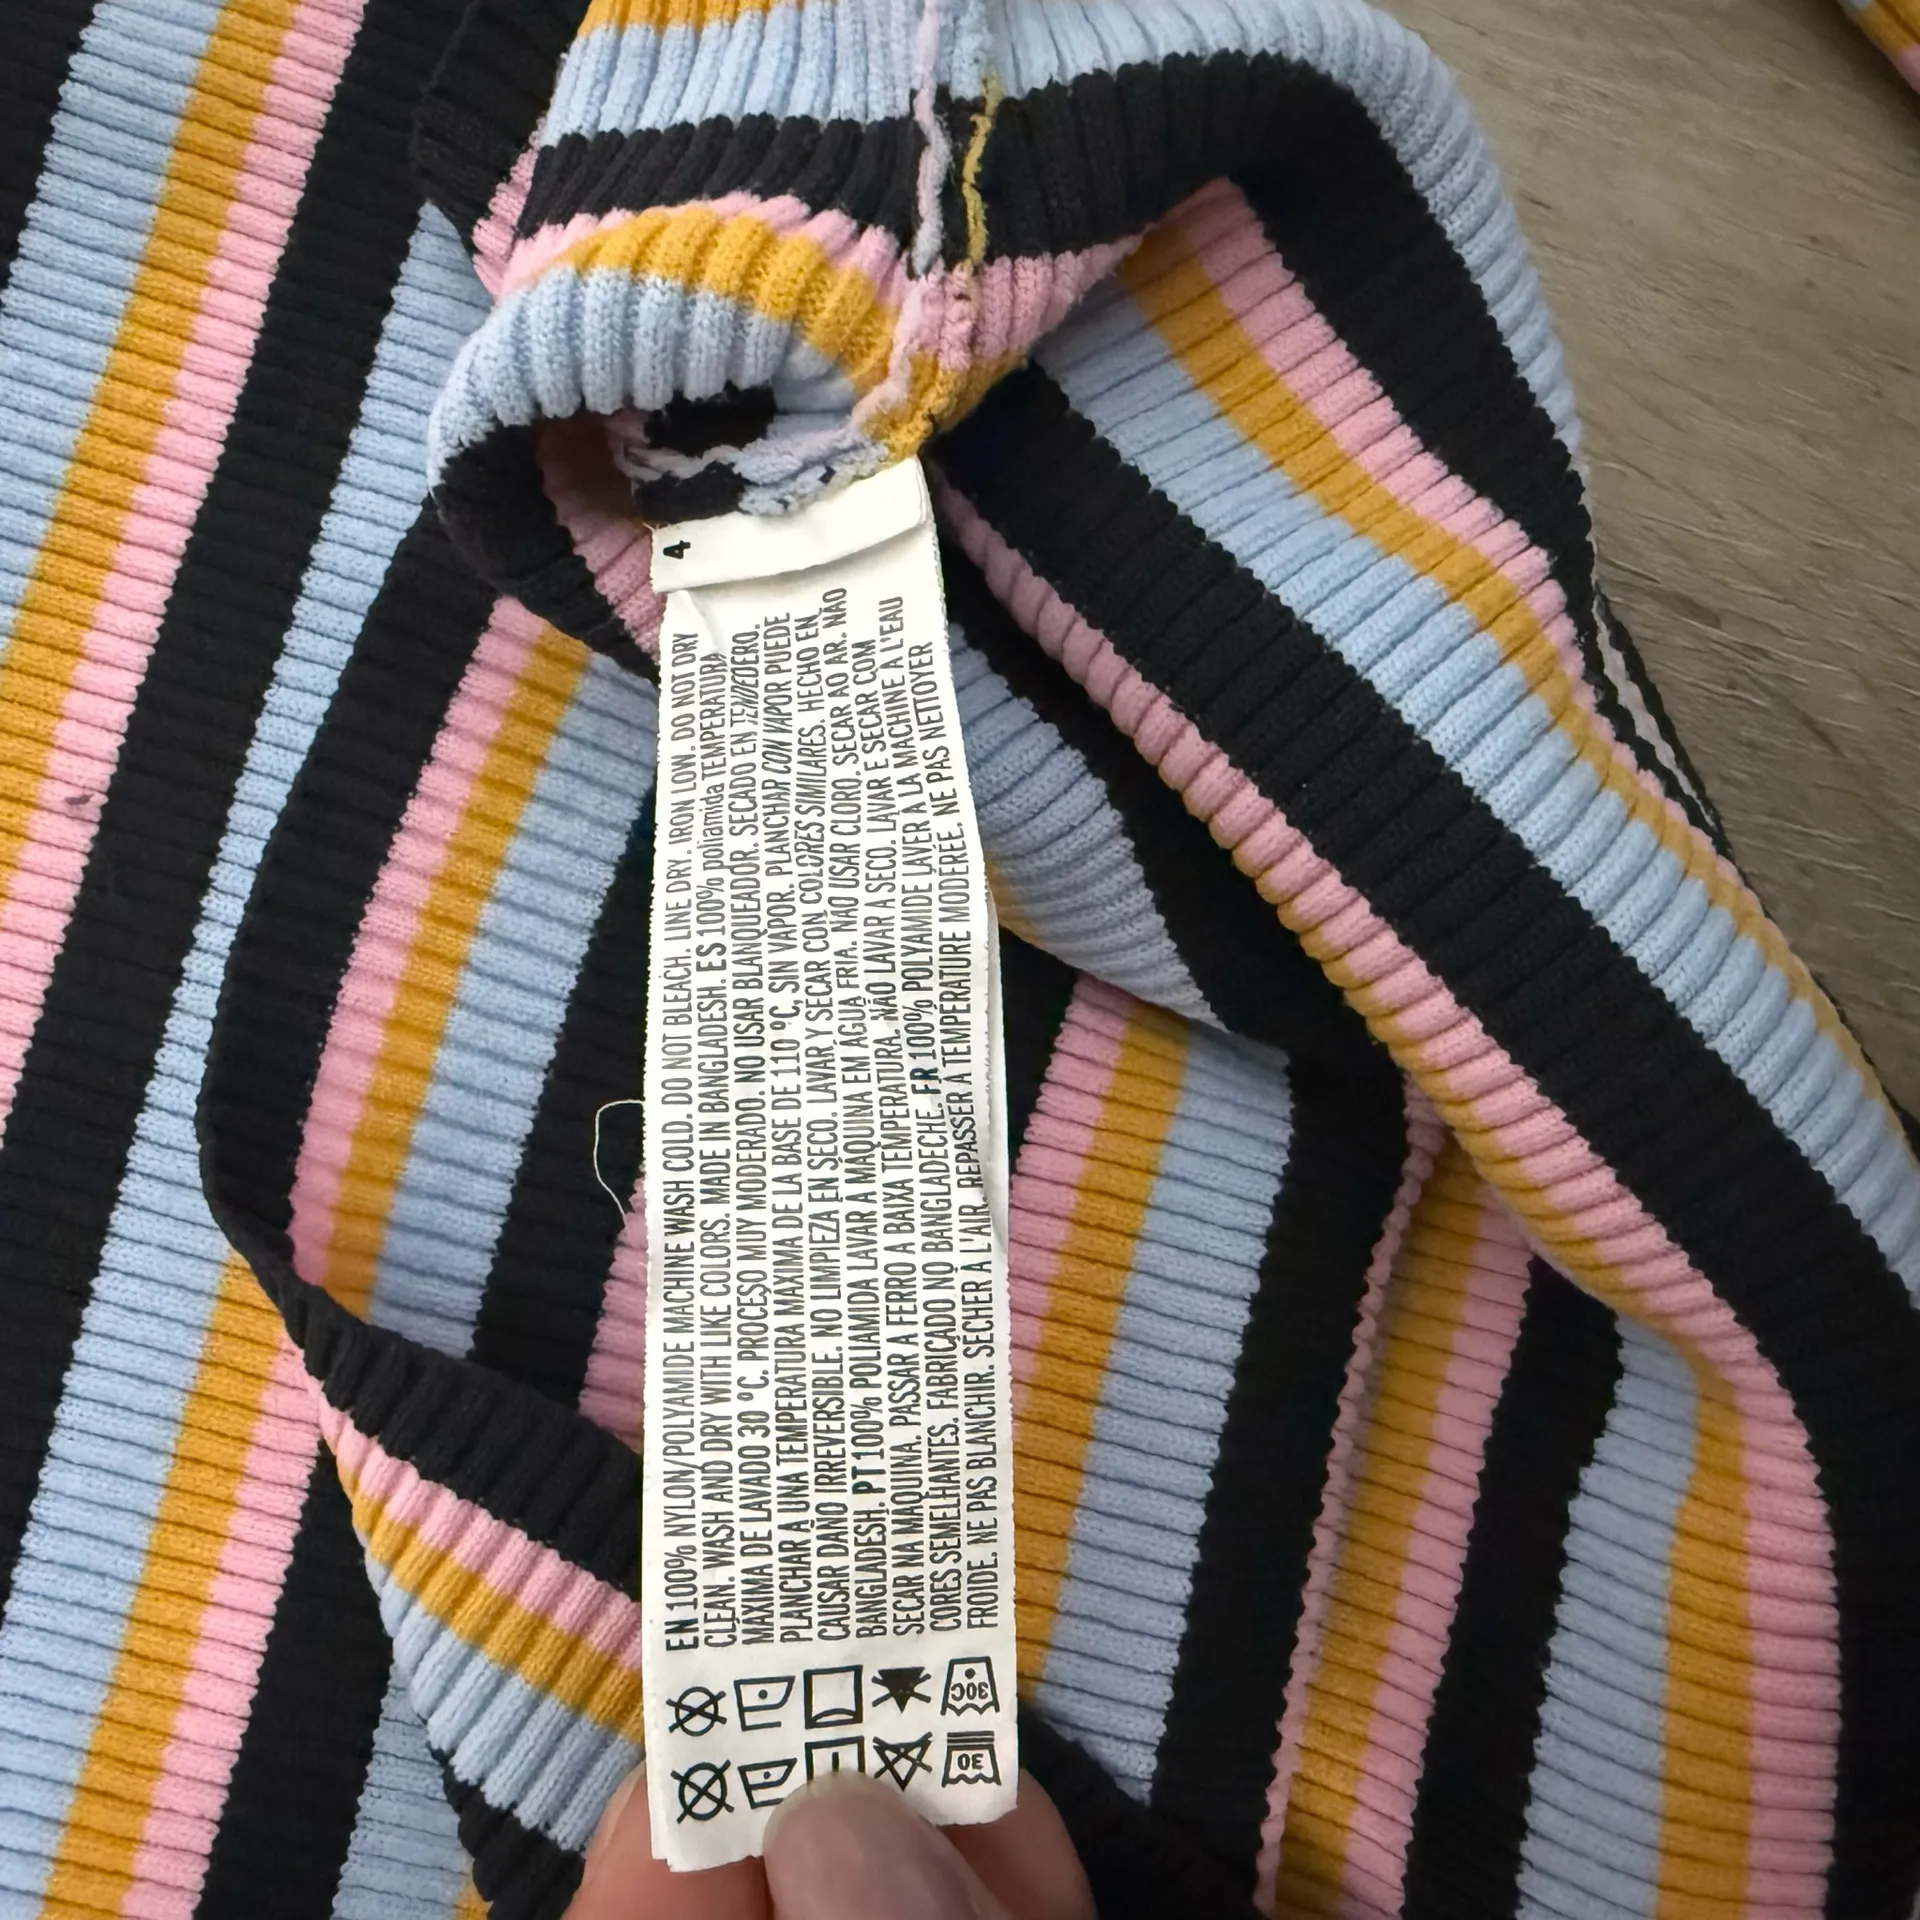 4
EN 100% NYLON/POLYAMIDE MACHINE WASH COLD. DO NOT BLEACH. LINE DRY. IRON LOW. DO NOT DRY
CLEAN. WASH AND DRY WITH LIKE COLORS. MADE IN BANGLADESH. ES 100% poliamida TEMPERATURA
MÁXIMA DE LAVADO 30 °C. PROCESO MUY MODERADO. NO USAR BLANQUEADOR. SECADO EN TENDEDERO.
PLANCHAR A UNA TEMPERATURA MÁXIMA DE LA BASE DE 110 °C, SIN VAPOR. PLANCHAR CON VAPOR PUEDE
CAUSAR DAÑO IRREVERSIBLE. NO LIMPIEZA EN SECO. LAVAR Y SECAR CON COLORES SIMILARES. HECHO EN
BANGLADESH. PT 100% POLIAMIDA LAVAR À MÁQUINA EM ÁGUA FRIA. NÃO USAR CLORO. SECAR AO AR. NÃO
SECAR NA MÁQUINA. PASSAR A FERRO A BAIXA TEMPERATURA. NÃO LAVAR A SECO. LAVAR E SECAR COM
CORES SEMELHANTES. FABRICADO NO BANGLADECHE. FR 100% POLYAMIDE LAVER À LA MACHINE À L'EAU
FROIDE. NE PAS BLANCHIR. SÉCHER À L'AIR. REPASSER À TEMPÉRATURE MODÉRÉE. NE PAS NETTOYER
30C
30